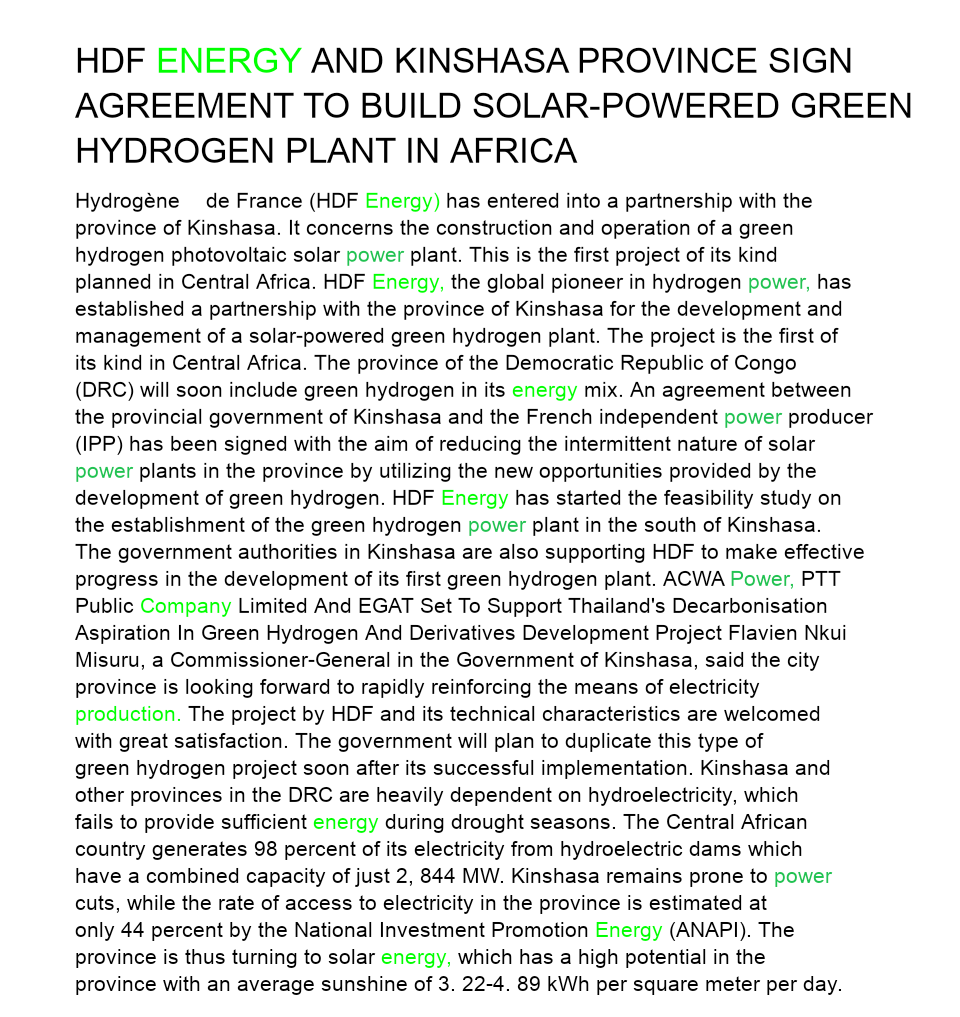 HDF ENERGY AND KINSHASA PROVINCE SIGN
AGREEMENT TO BUILD SOLAR-POWERED GREEN
HYDROGEN PLANT IN AFRICA
Hydrogène de France (HDF Energy) has entered into a partnership with the
province of Kinshasa. It concerns the construction and operation of a green
hydrogen photovoltaic solar power plant. This is the first project of its kind
planned in Central Africa. HDF Energy, the global pioneer in hydrogen power, has
established a partnership with the province of Kinshasa for the development and
management of a solar-powered green hydrogen plant. The project is the first of
its kind in Central Africa. The province of the Democratic Republic of Congo
(DRC) will soon include green hydrogen in its energy mix. An agreement between
the provincial government of Kinshasa and the French independent power producer
(IPP) has been signed with the aim of reducing the intermittent nature of solar
power plants in the province by utilizing the new opportunities provided by the
development of green hydrogen. HDF Energy has started the feasibility study on
the establishment of the green hydrogen power plant in the south of Kinshasa.
The government authorities in Kinshasa are also supporting HDF to make effective
progress in the development of its first green hydrogen plant. ACWA Power, PTT
Public Company Limited And EGAT Set To Support Thailand's Decarbonisation
Aspiration In Green Hydrogen And Derivatives Development Project Flavien Nkui
Misuru, a Commissioner-General in the Government of Kinshasa, said the city
province is looking forward to rapidly reinforcing the means of electricity
production. The project by HDF and its technical characteristics are welcomed
with great satisfaction. The government will plan to duplicate this type of
green hydrogen project soon after its successful implementation. Kinshasa and
other provinces in the DRC are heavily dependent on hydroelectricity, which
fails to provide sufficient energy during drought seasons. The Central African
country generates 98 percent of its electricity from hydroelectric dams which
have a combined capacity of just 2, 844 MW. Kinshasa remains prone to power
cuts, while the rate of access to electricity in the province is estimated at
only 44 percent by the National Investment Promotion Energy (ANAPI). The
province is thus turning to solar energy, which has a high potential in the
province with an average sunshine of 3. 22-4. 89 kWh per square meter per day.